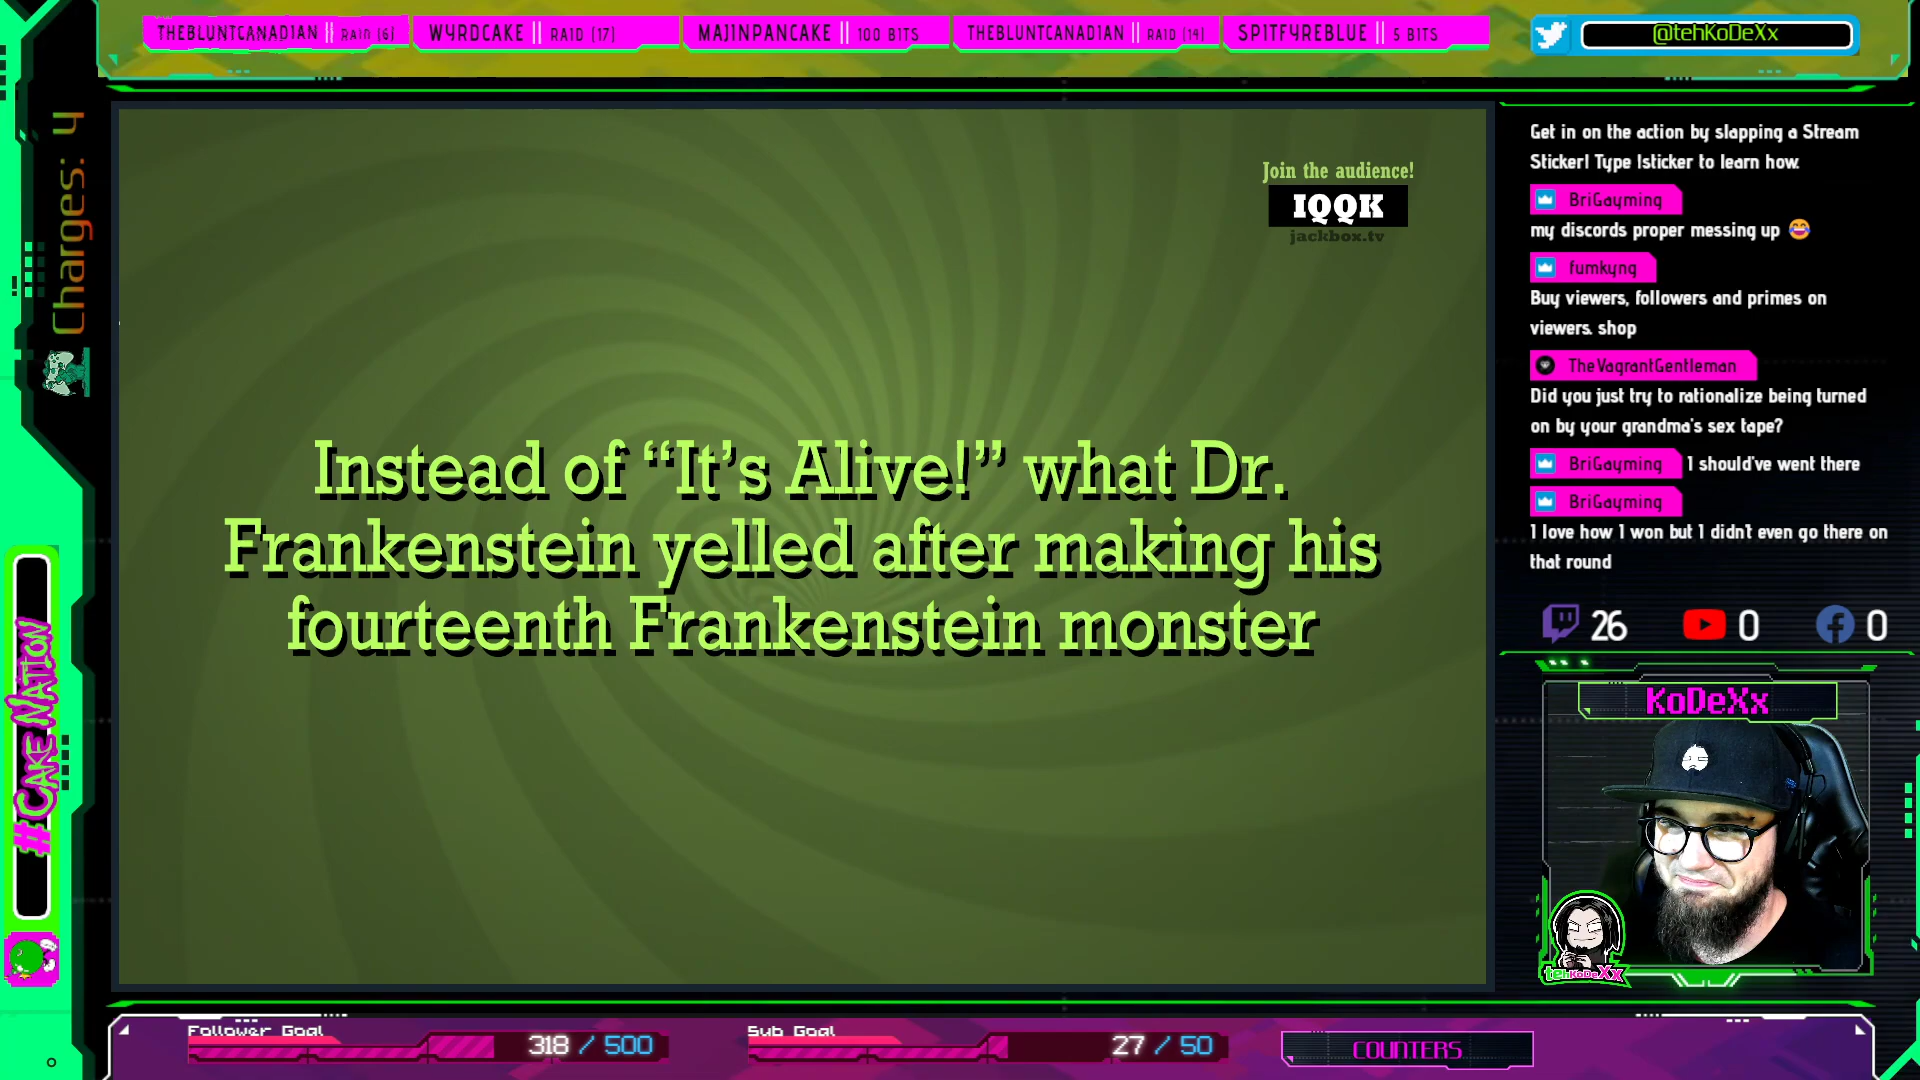 THEBLUNTCANADIAN || RAID (6)
WYRDCAKE || RAID (17)
MAJINPANCAKE || 100 BITS
THEBLUNTCANADIAN || RAID (19)
SPITFYREBLUE || 5 BITS
@tehKoDeXx
Charges: 4
Join the audience!
IQQK
jackbox.tv
Instead of “It’s Alive!” what Dr.
Frankenstein yelled after making his
fourteenth Frankenstein monster
Get in on the action by slapping a Stream
Sticker! Type !sticker to learn how.
BriGayming
my discords proper messing up 😂
fumkyng
Buy viewers, followers and primes on
viewers. shop
TheVagrantGentleman
Did you just try to rationalize being turned
on by your grandma's sex tape?
BriGayming I should've went there
BriGayming
I love how I won but I didn't even go there on
that round
26
0
0
KoDeXx
tehKoDeXx
#CakeNation
Follower Goal
318 / 500
Sub Goal
27 / 50
COUNTERS